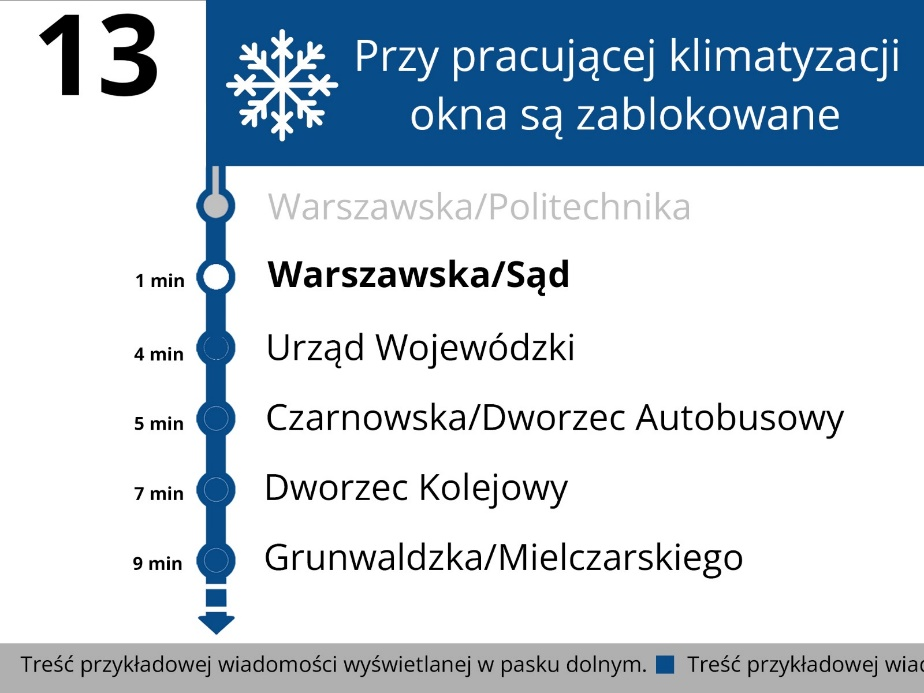 13
Przy pracującej klimatyzacji
okna są zablokowane
Warszawska/Politechnika
1 min Warszawska/Sąd
4 min Urząd Wojewódzki
5 min Czarnowska/Dworzec Autobusowy
7 min Dworzec Kolejowy
9 min Grunwaldzka/Mielczarskiego
Treść przykładowej wiadomości wyświetlanej w pasku dolnym. Treść przykładowej wiad